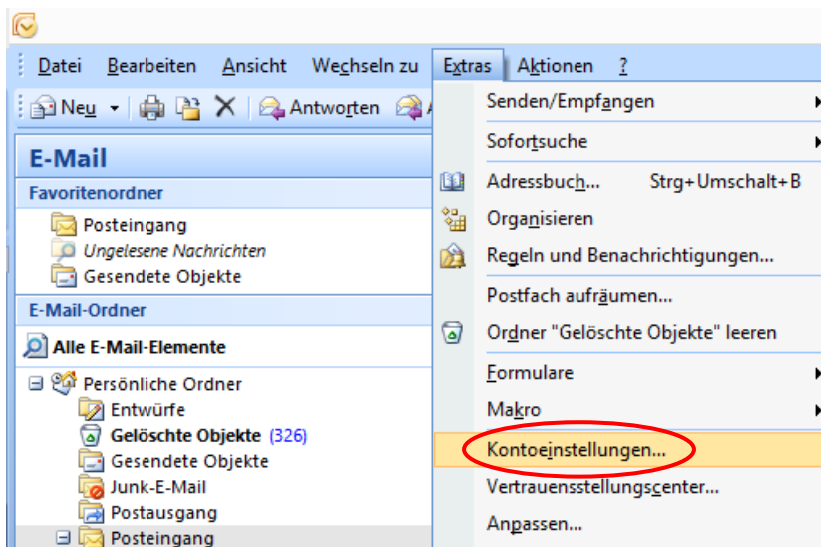 Datei Bearbeiten Ansicht Wechseln zu Extras Aktionen ?
Neu Antworten
E-Mail
Favoritenordner
Posteingang
Ungelesene Nachrichten
Gesendete Objekte
E-Mail-Ordner
Alle E-Mail-Elemente
Persönliche Ordner
Entwürfe
Gelöschte Objekte (326)
Gesendete Objekte
Junk-E-Mail
Postausgang
Posteingang
Senden/Empfangen
Sofortsuche
Adressbuch... Strg+Umschalt+B
Organisieren
Regeln und Benachrichtigungen...
Postfach aufräumen...
Ordner "Gelöschte Objekte" leeren
Formulare
Makro
Kontoeinstellungen...
Vertrauensstellungscenter...
Anpassen...